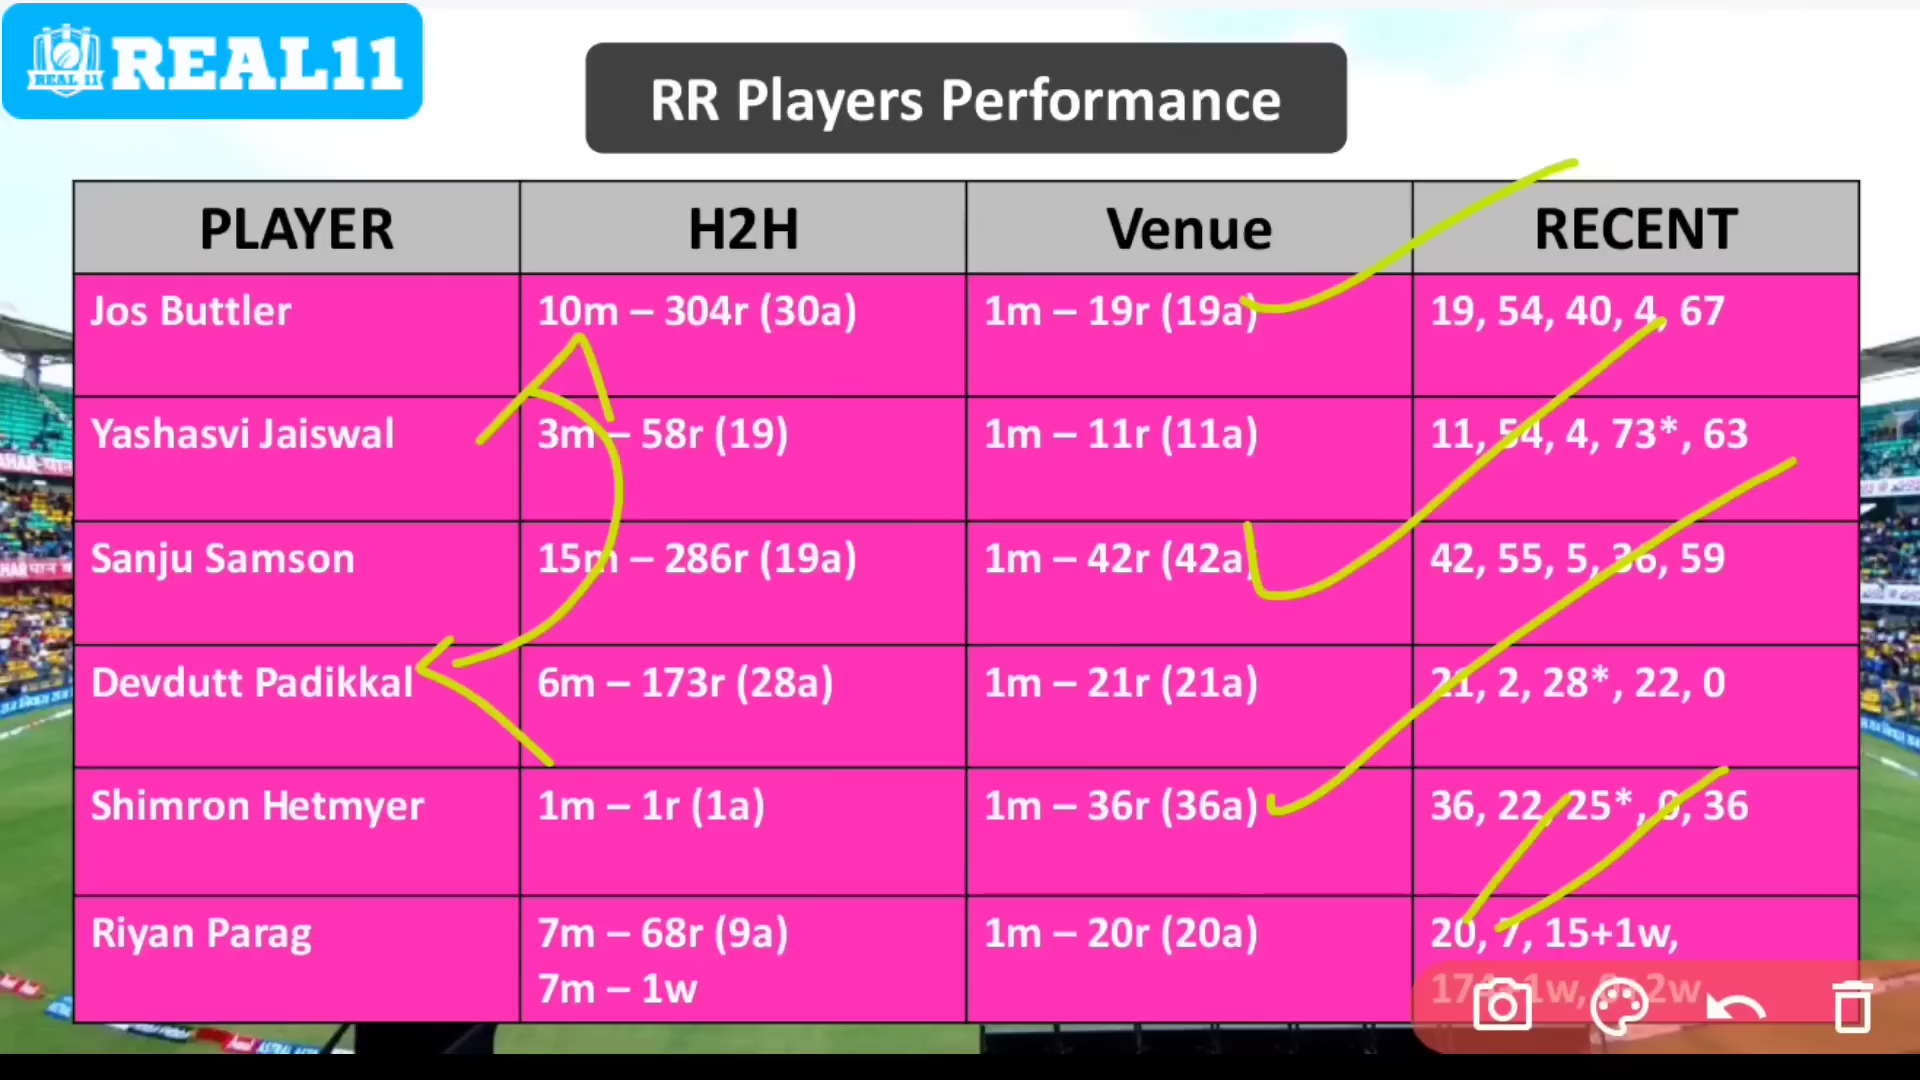 REAL 11
REAL11
RR Players Performance
PLAYER H2H Venue RECENT
Jos Buttler 10m – 304r (30a) 1m – 19r (19a) 19, 54, 40, 4, 67
Yashasvi Jaiswal 3m – 58r (19) 1m – 11r (11a) 11, 54, 4, 73*, 63
Sanju Samson 15m – 286r (19a) 1m – 42r (42a) 42, 55, 5, 36, 59
Devdutt Padikkal 6m – 173r (28a) 1m – 21r (21a) 21, 2, 28*, 22, 0
Shimron Hetmyer 1m – 1r (1a) 1m – 36r (36a) 36, 22, 25*, 0, 36
Riyan Parag 7m – 68r (9a) 1m – 20r (20a) 20, 7, 15+1w,
7m – 1w